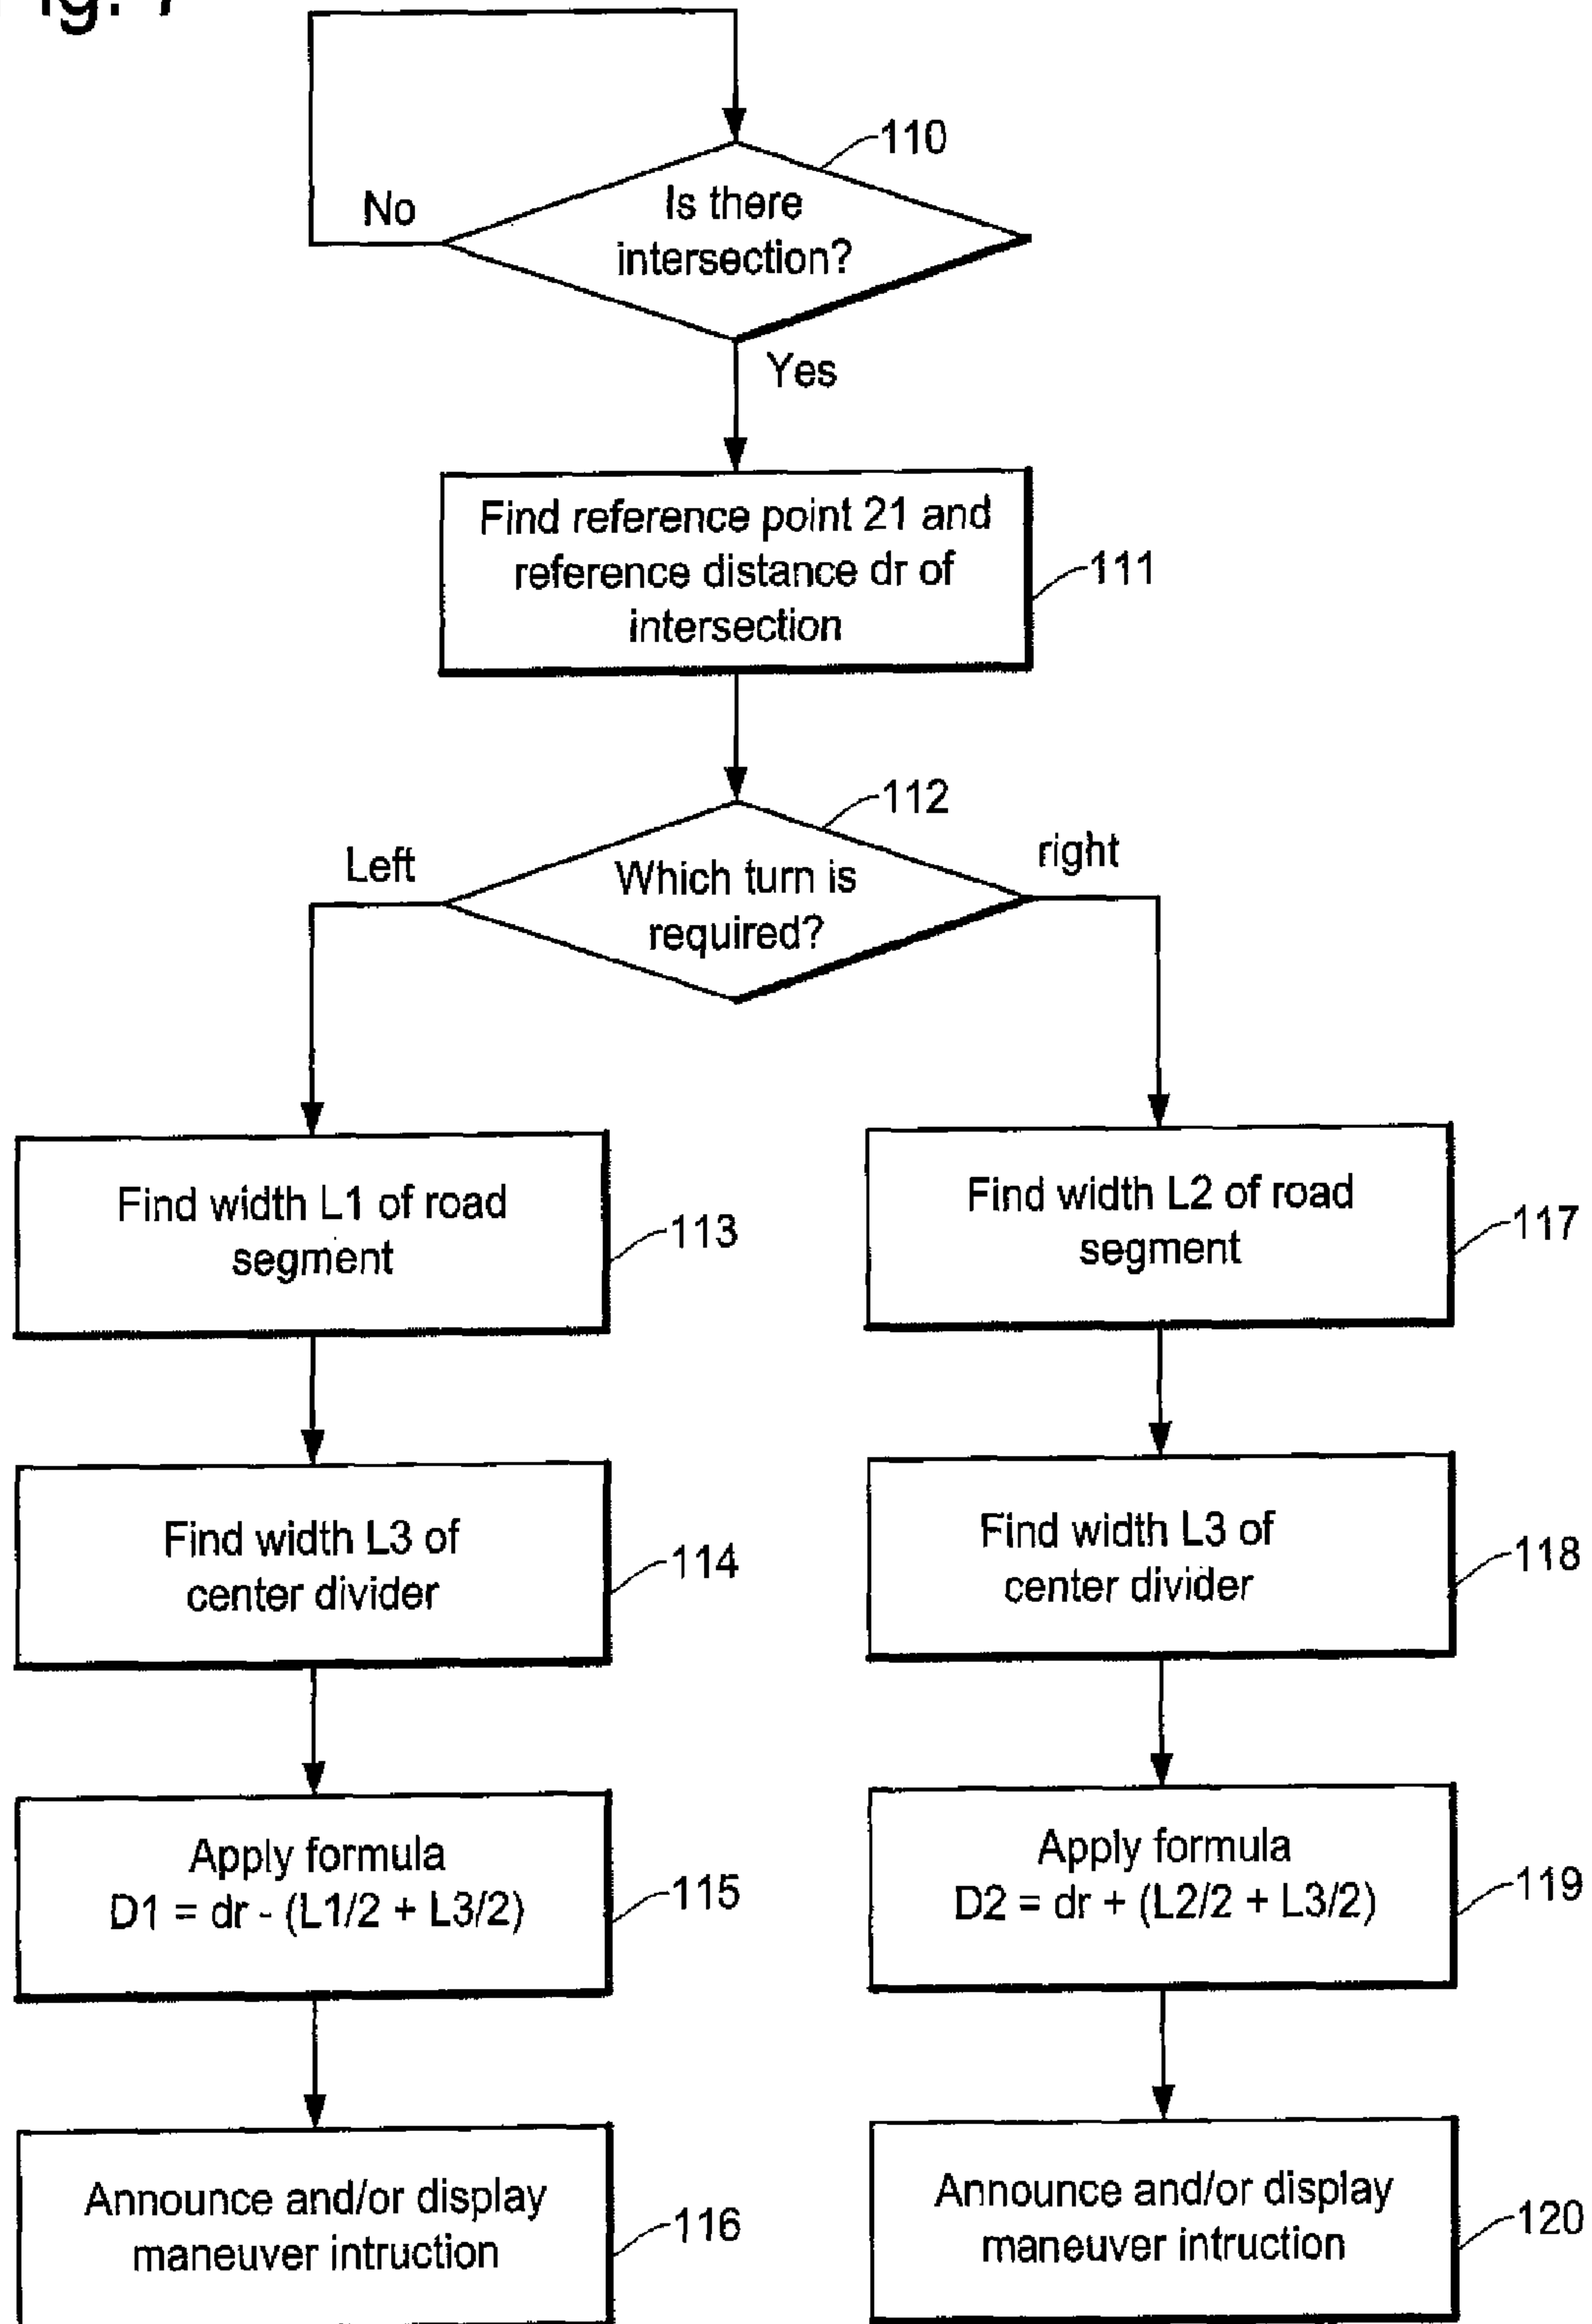 110
No
Is there
intersection?
Yes
Find reference point 21 and
reference distance dr of
intersection
111
112
Left
right
Which turn is
required?
Find width L1 of road
segment
113
Find width L2 of road
segment
117
Find width L3 of
center divider
114
Find width L3 of
center divider
118
Apply formula
D1 = dr - (L1/2 + L3/2)
115
Apply formula
D2 = dr + (L2/2 + L3/2)
119
Announce and/or display
maneuver intruction
116
Announce and/or display
maneuver intruction
120